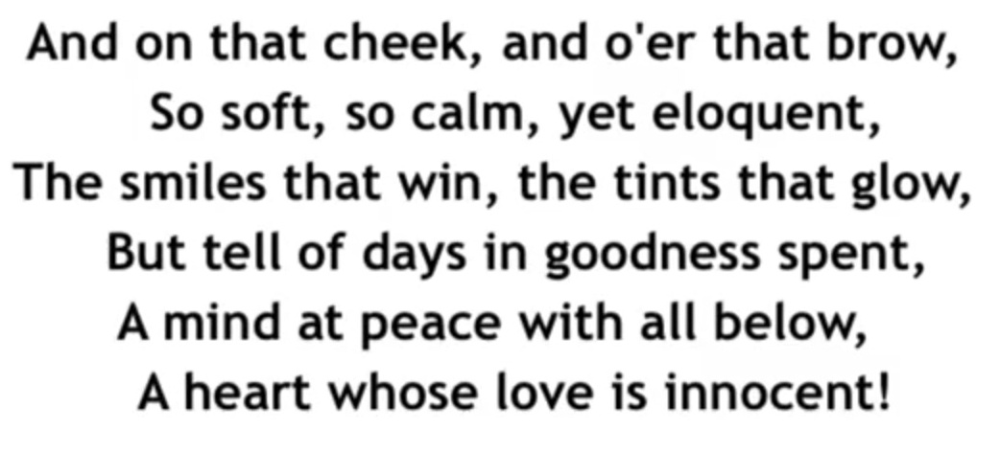 And on that cheek, and o'er that brow,
So soft, so calm, yet eloquent,
The smiles that win, the tints that glow,
But tell of days in goodness spent,
A mind at peace with all below,
A heart whose love is innocent!